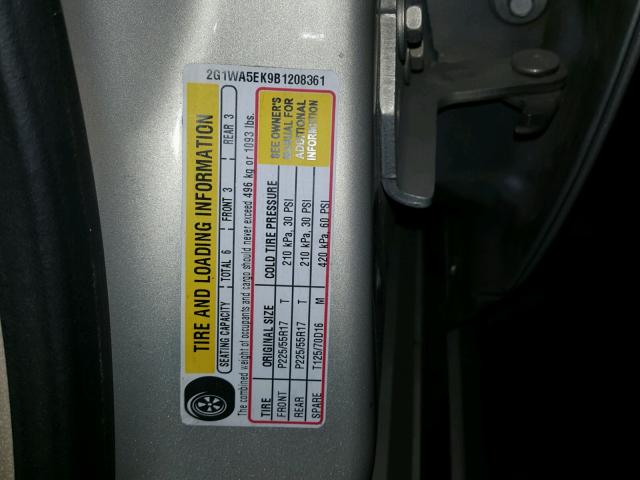 2G1WA5EK9B1208361
TIRE AND LOADING INFORMATION
SEATING CAPACITY TOTAL 6 FRONT 3 REAR 3
The combined weight of occupants and cargo should never exceed 496 kg or 1093 lbs.
TIRE ORIGINAL SIZE COLD TIRE PRESSURE
FRONT P225/55R17 T 210 kPa, 30 PSI
REAR P225/55R17 T 210 kPa, 30 PSI
SPARE T125/70D16 M 420 kPa, 60 PSI
SEE OWNER'S
MANUAL FOR
ADDITIONAL
INFORMATION